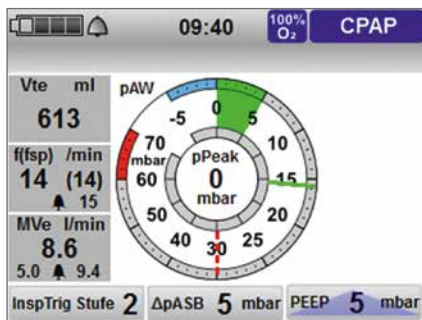 09:40
100%
O₂
CPAP
Vte ml
613
f(fsp) /min
14 (14)
15
MVe l/min
8.6
5.0 9.4
pAW
-5
0
5
10
15
20
25
30
40
50
60
70
mbar
pPeak
0
mbar
InspTrig Stufe 2
ΔpASB 5 mbar
PEEP 5 mbar